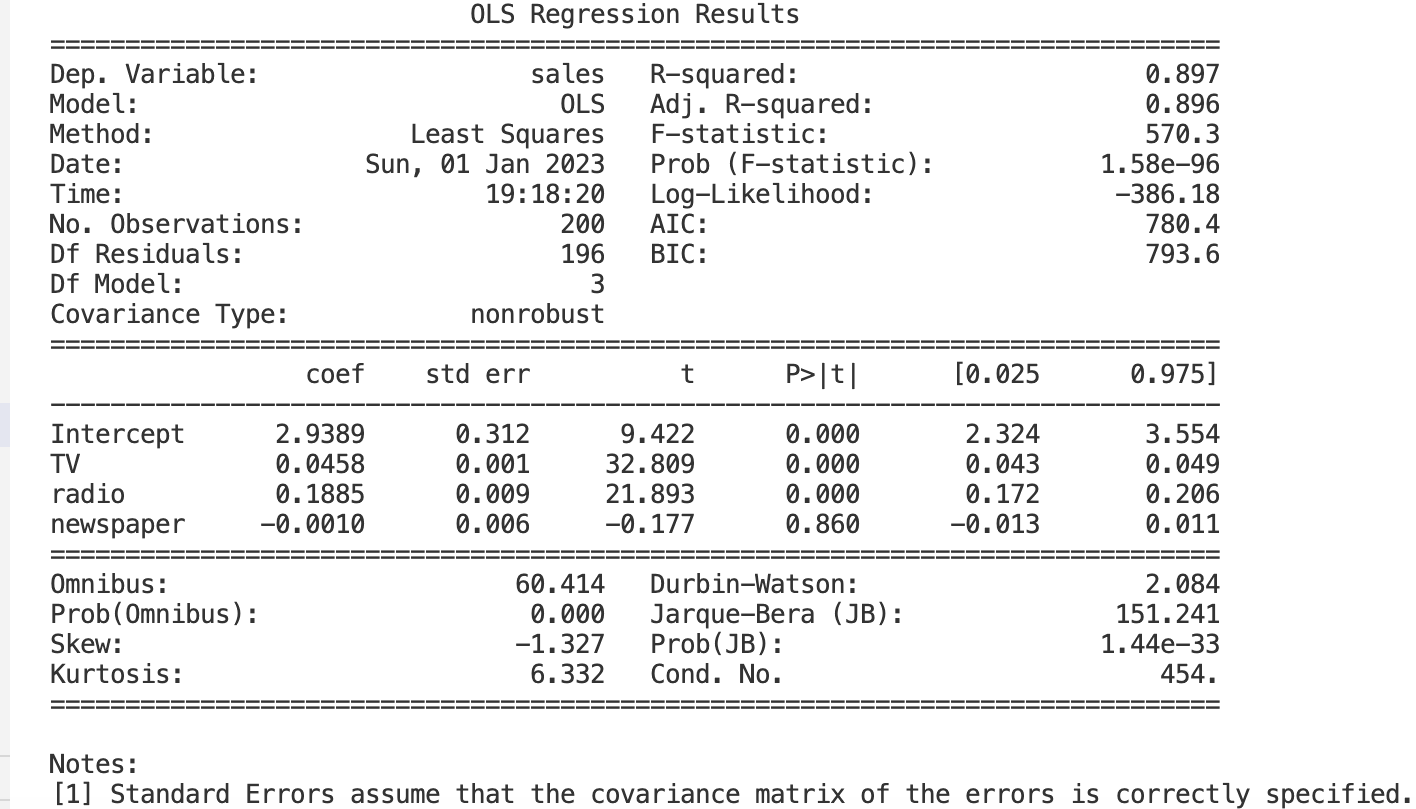 OLS Regression Results
==============================================================================
Dep. Variable: sales R-squared: 0.897
Model: OLS Adj. R-squared: 0.896
Method: Least Squares F-statistic: 570.3
Date: Sun, 01 Jan 2023 Prob (F-statistic): 1.58e-96
Time: 19:18:20 Log-Likelihood: -386.18
No. Observations: 200 AIC: 780.4
Df Residuals: 196 BIC: 793.6
Df Model: 3
Covariance Type: nonrobust
==============================================================================
coef std err t P>|t| [0.025 0.975]
------------------------------------------------------------------------------
Intercept 2.9389 0.312 9.422 0.000 2.324 3.554
TV 0.0458 0.001 32.809 0.000 0.043 0.049
radio 0.1885 0.009 21.893 0.000 0.172 0.206
newspaper -0.0010 0.006 -0.177 0.860 -0.013 0.011
==============================================================================
Omnibus: 60.414 Durbin-Watson: 2.084
Prob(Omnibus): 0.000 Jarque-Bera (JB): 151.241
Skew: -1.327 Prob(JB): 1.44e-33
Kurtosis: 6.332 Cond. No. 454.
==============================================================================
Notes:
[1] Standard Errors assume that the covariance matrix of the errors is correctly specified.